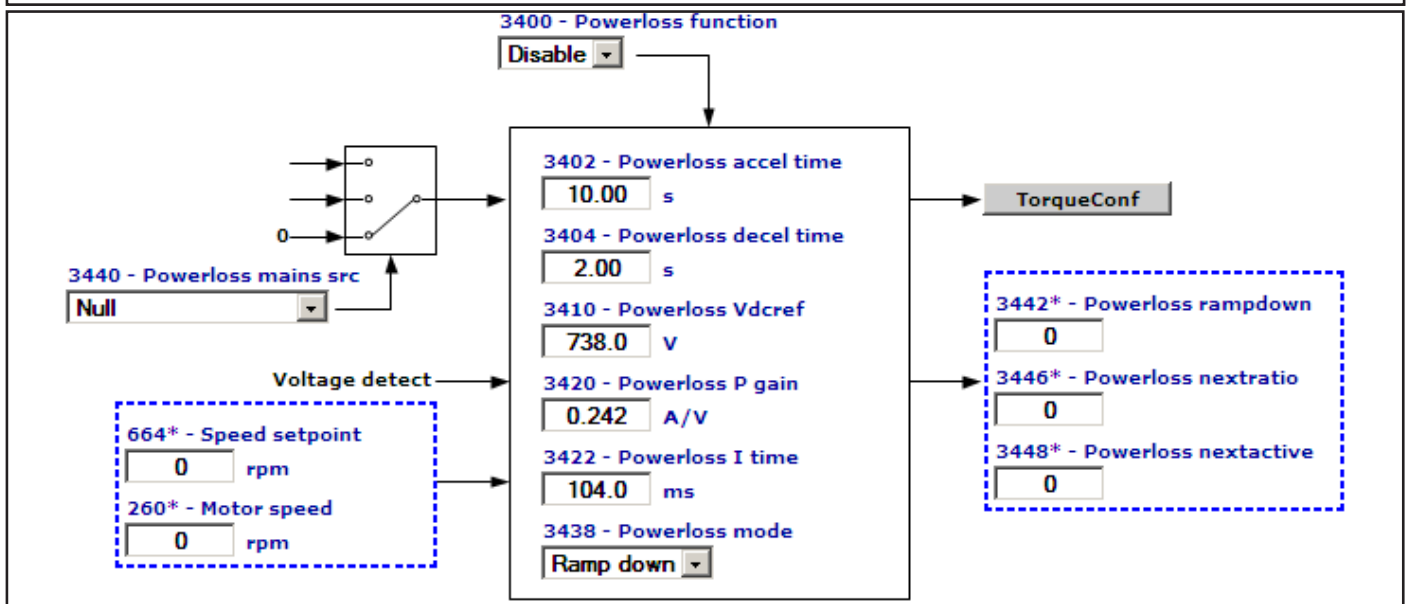 3400 - Powerloss function
Disable
3402 - Powerloss accel time
10.00 s
3404 - Powerloss decel time
2.00 s
3410 - Powerloss Vdcref
738.0 V
3420 - Powerloss P gain
0.242 A/V
3422 - Powerloss I time
104.0 ms
3438 - Powerloss mode
Ramp down
0
3440 - Powerloss mains src
Null
Voltage detect
664* - Speed setpoint
0 rpm
260* - Motor speed
0 rpm
TorqueConf
3442* - Powerloss rampdown
0
3446* - Powerloss nextratio
0
3448* - Powerloss nextactive
0